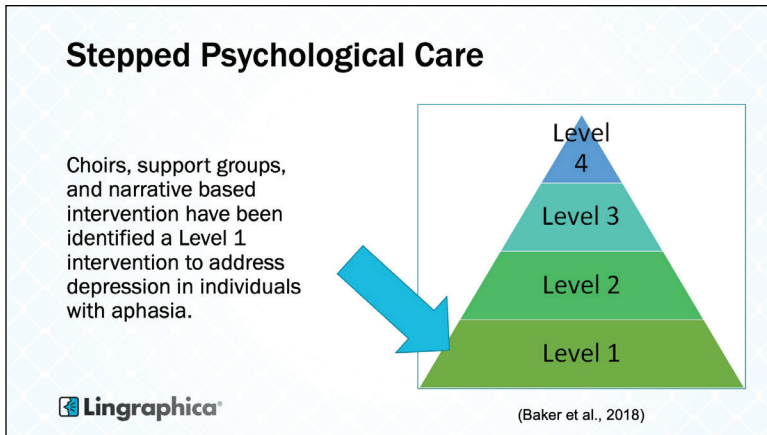 Stepped Psychological Care
Choirs, support groups,
and narrative based
intervention have been
identified a Level 1
intervention to address
depression in individuals
with aphasia.
Level
4
Level 3
Level 2
Level 1
Lingraphica®
(Baker et al., 2018)